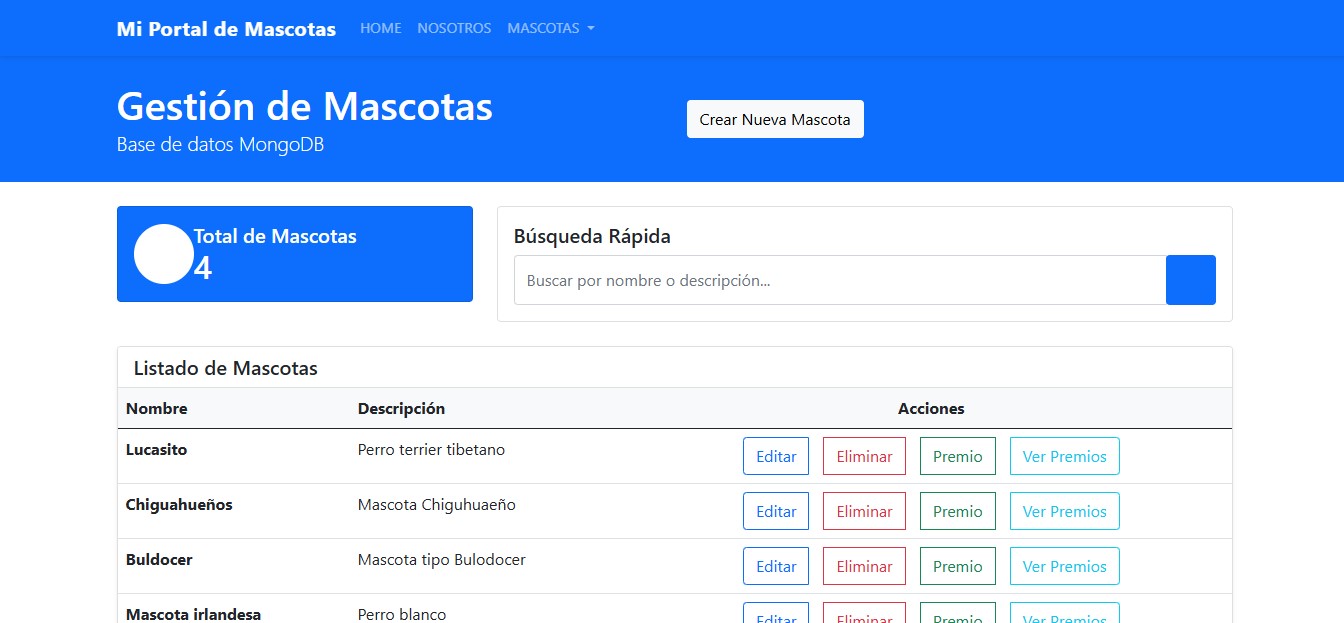 Mi Portal de Mascotas HOME NOSOTROS MASCOTAS
Gestión de Mascotas
Base de datos MongoDB
Crear Nueva Mascota
Total de Mascotas
4
Búsqueda Rápida
Buscar por nombre o descripción...
Listado de Mascotas
Nombre Descripción Acciones
Lucasito Perro terrier tibetano Editar Eliminar Premio Ver Premios
Chiguahueños Mascota Chiguhuaeño Editar Eliminar Premio Ver Premios
Buldocer Mascota tipo Bulodocer Editar Eliminar Premio Ver Premios
Mascota irlandesa Perro blanco Editar Eliminar Premio Ver Premios